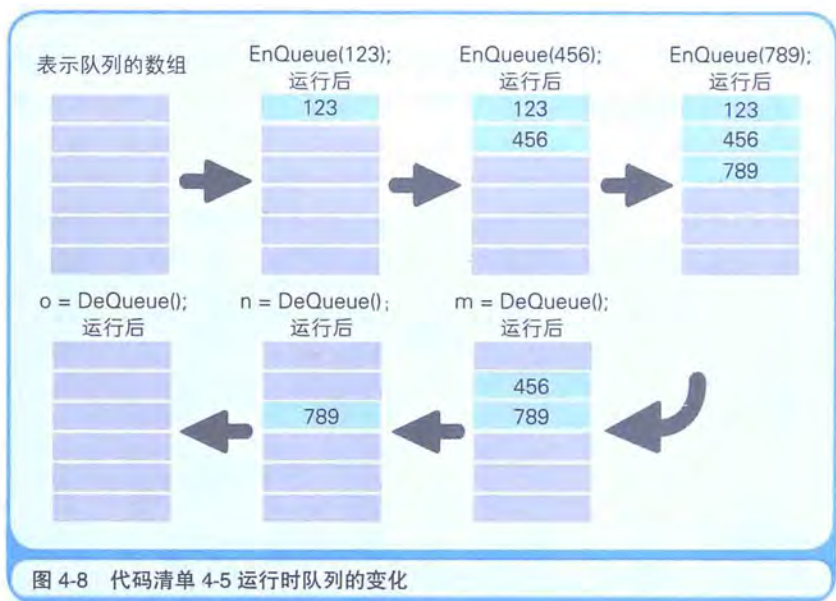 表示队列的数组
EnQueue(123);
运行后
123
EnQueue(456);
运行后
123
456
EnQueue(789);
运行后
123
456
789
o = DeQueue();
运行后
n = DeQueue();
运行后
789
m = DeQueue();
运行后
456
789
图 4-8 代码清单 4-5 运行时队列的变化